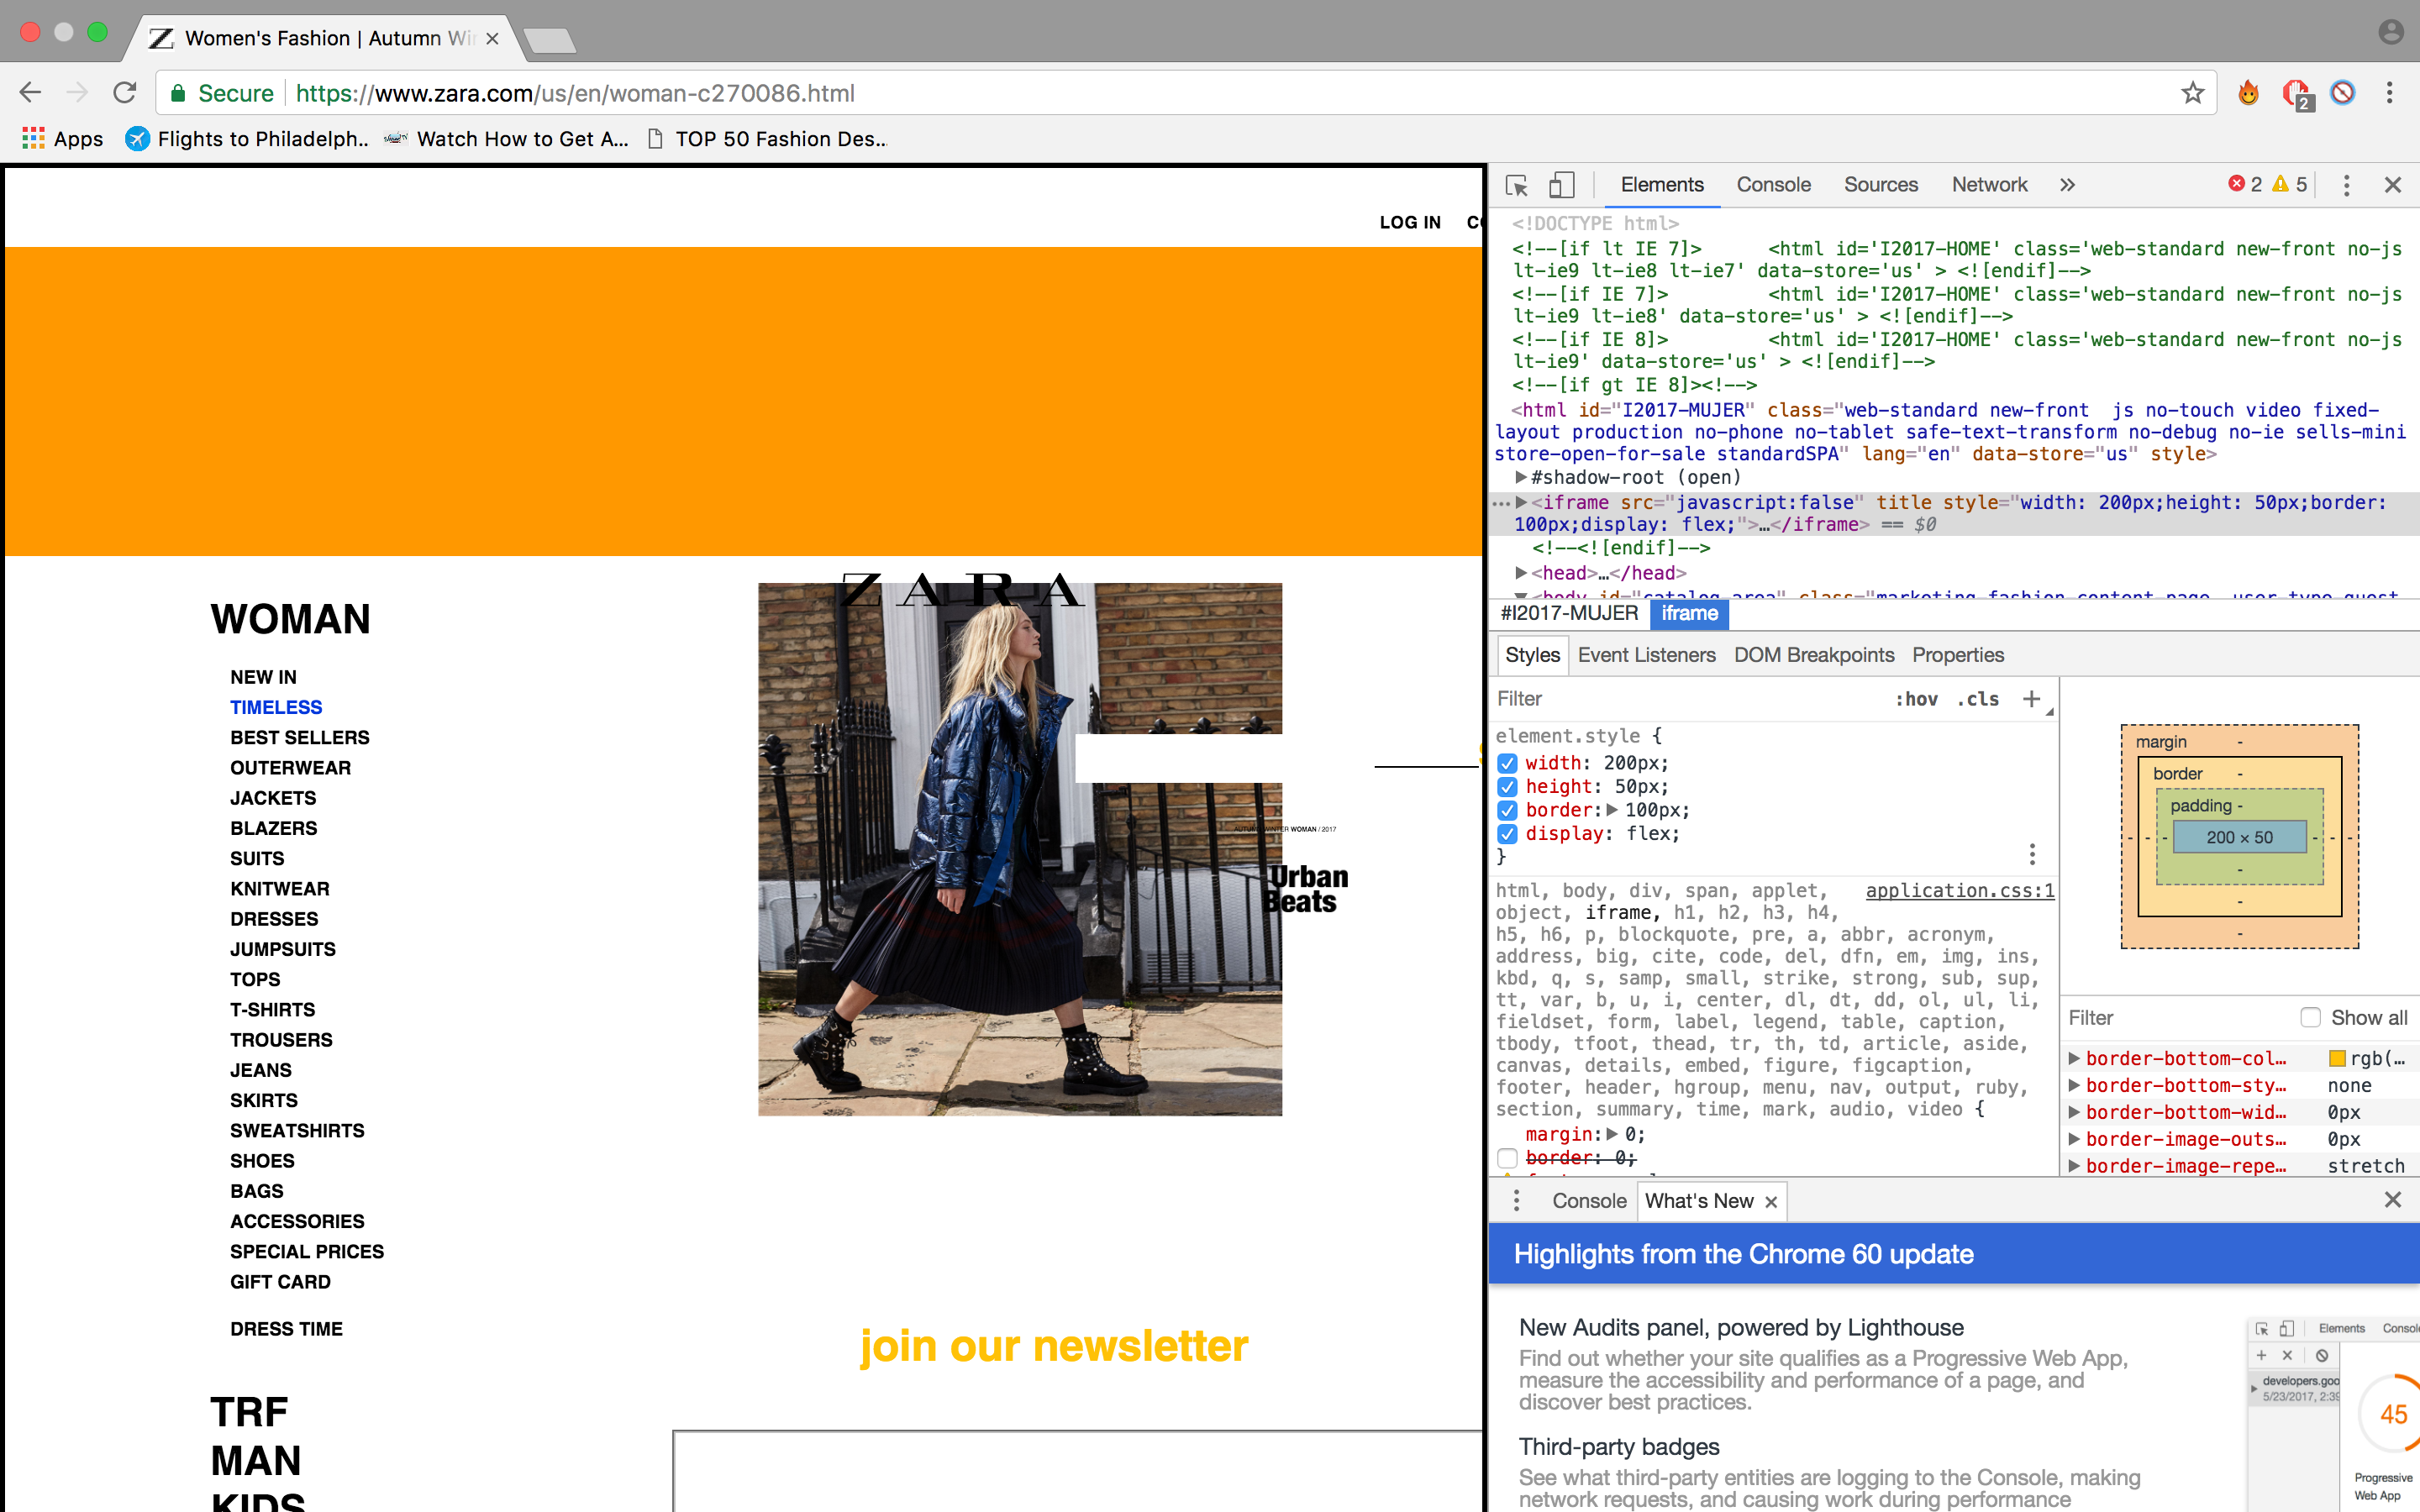 Women's Fashion | Autumn Wi
Secure https://www.zara.com/us/en/woman-c270086.html
2
Apps Flights to Philadelph... Watch How to Get A... TOP 50 Fashion Des...
LOG IN
ZARA
WOMAN
NEW IN
TIMELESS
BEST SELLERS
OUTERWEAR
JACKETS
BLAZERS
SUITS
KNITWEAR
DRESSES
JUMPSUITS
TOPS
T-SHIRTS
TROUSERS
JEANS
SKIRTS
SWEATSHIRTS
SHOES
BAGS
ACCESSORIES
SPECIAL PRICES
GIFT CARD
DRESS TIME
TRF
MAN
KIDS
AUTUMN WINTER WOMAN / 2017
Urban
Beats
join our newsletter
Elements Console Sources Network » 2 5
<!DOCTYPE html>
<!--[if lt IE 7]> <html id='I2017-HOME' class='web-standard new-front no-js
lt-ie9 lt-ie8 lt-ie7' data-store='us' > <![endif]-->
<!--[if IE 7]> <html id='I2017-HOME' class='web-standard new-front no-js
lt-ie9 lt-ie8' data-store='us' > <![endif]-->
<!--[if IE 8]> <html id='I2017-HOME' class='web-standard new-front no-js
lt-ie9' data-store='us' > <![endif]-->
<!--[if gt IE 8]><!-->
<html id="I2017-MUJER" class="web-standard new-front  js no-touch video fixed-
layout production no-phone no-tablet safe-text-transform no-debug no-ie sells-mini
store-open-for-sale standardSPA" lang="en" data-store="us" style>
#shadow-root (open)
<iframe src="javascript:false" title style="width: 200px;height: 50px;border:
100px;display: flex;">…</iframe> == $0
<!--<![endif]-->
<head>…</head>
<body id="catalog-area" class="marketing-fashion-content-page user-type-guest
#I2017-MUJER iframe
Styles Event Listeners DOM Breakpoints Properties
Filter :hov .cls +
element.style {
width: 200px;
height: 50px;
border: 100px;
display: flex;
}
html, body, div, span, applet, application.css:1
object, iframe, h1, h2, h3, h4,
h5, h6, p, blockquote, pre, a, abbr, acronym,
address, big, cite, code, del, dfn, em, img, ins,
kbd, q, s, samp, small, strike, strong, sub, sup,
tt, var, b, u, i, center, dl, dt, dd, ol, ul, li,
fieldset, form, label, legend, table, caption,
tbody, tfoot, thead, tr, th, td, article, aside,
canvas, details, embed, figure, figcaption,
footer, header, hgroup, menu, nav, output, ruby,
section, summary, time, mark, audio, video {
margin: 0;
border: 0;
margin -
border -
padding -
- - - 200 × 50 - - -
-
-
-
Filter Show all
border-bottom-col… rgb(…
border-bottom-sty… none
border-bottom-wid… 0px
border-image-outs… 0px
border-image-repe… stretch
Console What's New
Highlights from the Chrome 60 update
New Audits panel, powered by Lighthouse
Find out whether your site qualifies as a Progressive Web App,
measure the accessibility and performance of a page, and
discover best practices.
Third-party badges
See what third-party entities are logging to the Console, making
network requests, and causing work during performance
Elements Console
developers.goo
5/23/2017, 2:39
45
Progressive
Web App